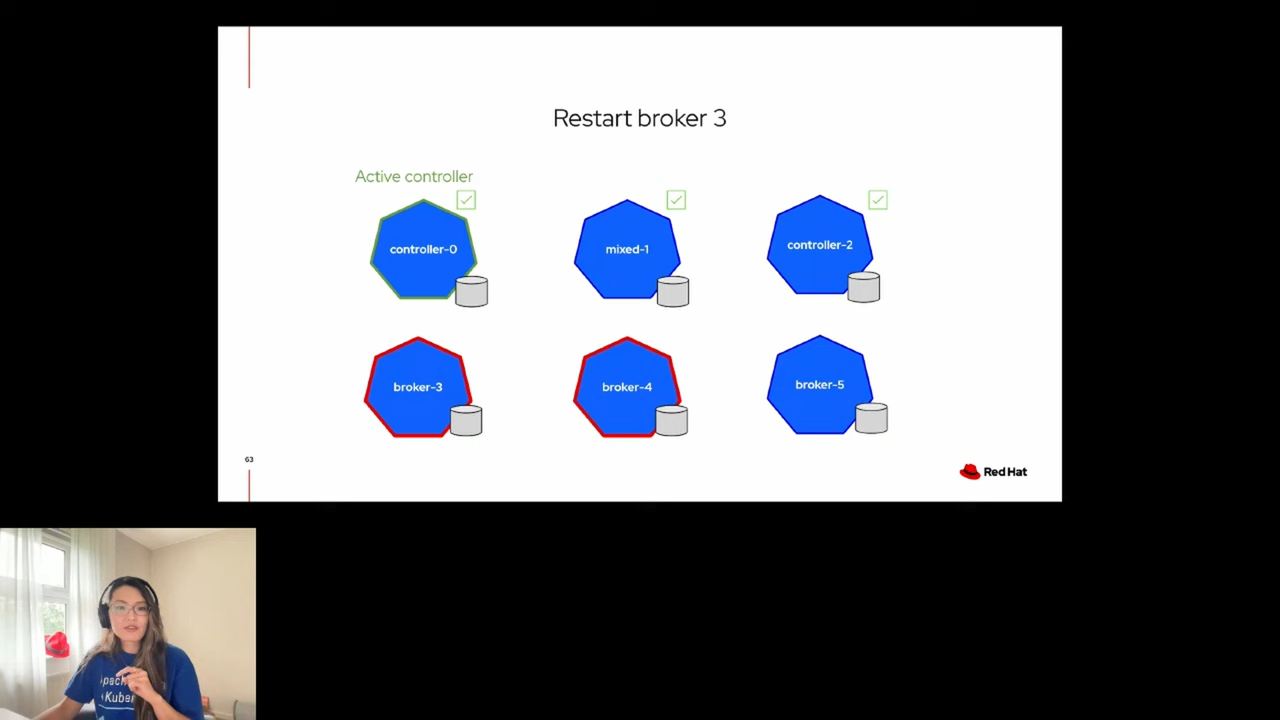 Restart broker 3
Active controller
controller-0
mixed-1
controller-2
broker-3
broker-4
broker-5
63
Red Hat